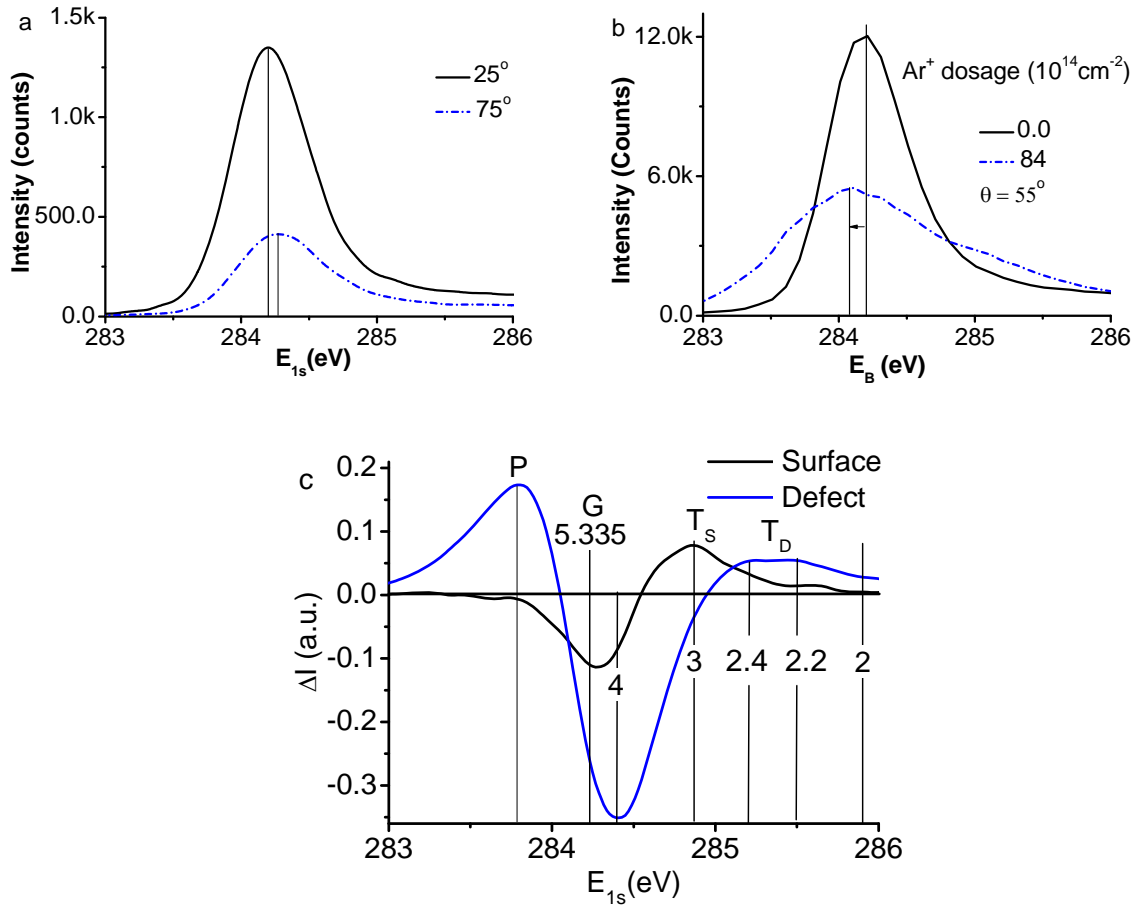 a
1.5k
1.0k
500.0
0.0
Intensity (counts)
25°
75°
283 284 285 286
E1s(eV)
b
12.0k
6.0k
0.0
Intensity (Counts)
Ar+ dosage (10^14cm^-2)
0.0
84
θ = 55°
283 284 285 286
EB (eV)
c
0.2
0.1
0.0
-0.1
-0.2
-0.3
ΔI (a.u.)
Surface
Defect
P
G
5.335
TS
TD
4
3
2.4
2.2
2
283 284 285 286
E1s(eV)